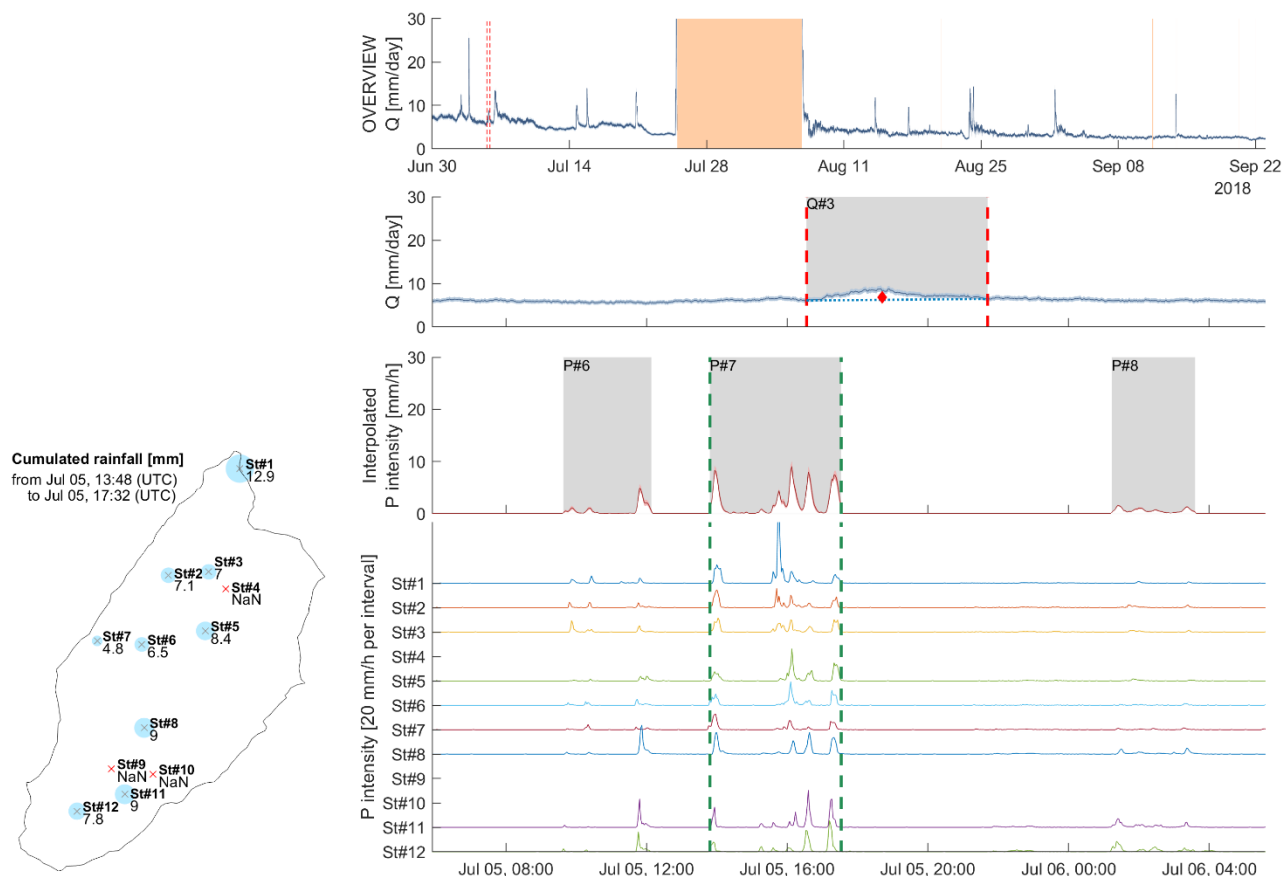 OVERVIEW
Q [mm/day]
30
20
10
0
Jun 30
Jul 14
Jul 28
Aug 11
Aug 25
Sep 08
Sep 22
2018
Q [mm/day]
30
20
10
0
Q#3
Interpolated
P intensity [mm/h]
30
20
10
0
P#6
P#7
P#8
P intensity [20 mm/h per interval]
St#1
St#2
St#3
St#4
St#5
St#6
St#7
St#8
St#9
St#10
St#11
St#12
Jul 05, 08:00
Jul 05, 12:00
Jul 05, 16:00
Jul 05, 20:00
Jul 06, 00:00
Jul 06, 04:00
Cumulated rainfall [mm]
from Jul 05, 13:48 (UTC)
to Jul 05, 17:32 (UTC)
St#1
12.9
St#2
7.1
St#3
7
St#4
NaN
St#5
8.4
St#6
6.5
St#7
4.8
St#8
9
St#9
NaN
St#10
NaN
St#11
9
St#12
7.8